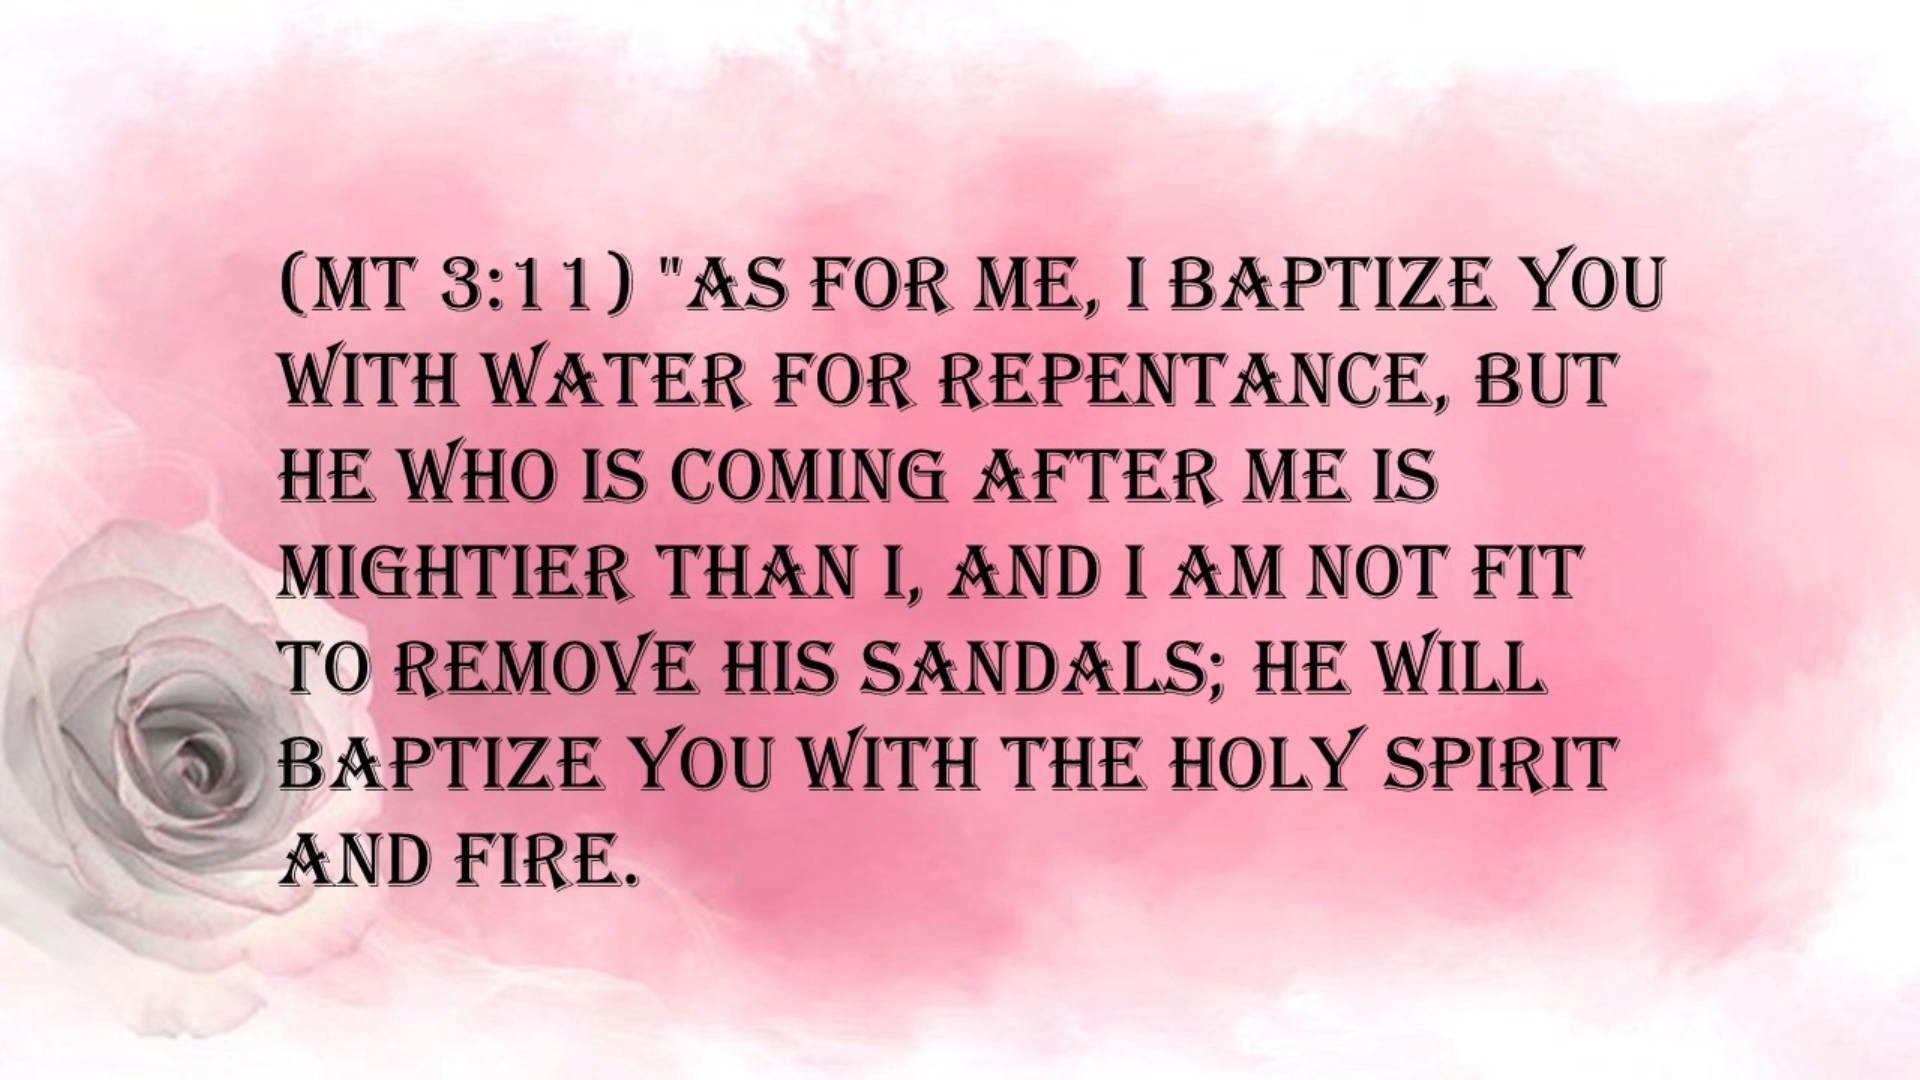 (MT 3:11) "AS FOR ME, I BAPTIZE YOU
WITH WATER FOR REPENTANCE, BUT
HE WHO IS COMING AFTER ME IS
MIGHTIER THAN I, AND I AM NOT FIT
TO REMOVE HIS SANDALS; HE WILL
BAPTIZE YOU WITH THE HOLY SPIRIT
AND FIRE.